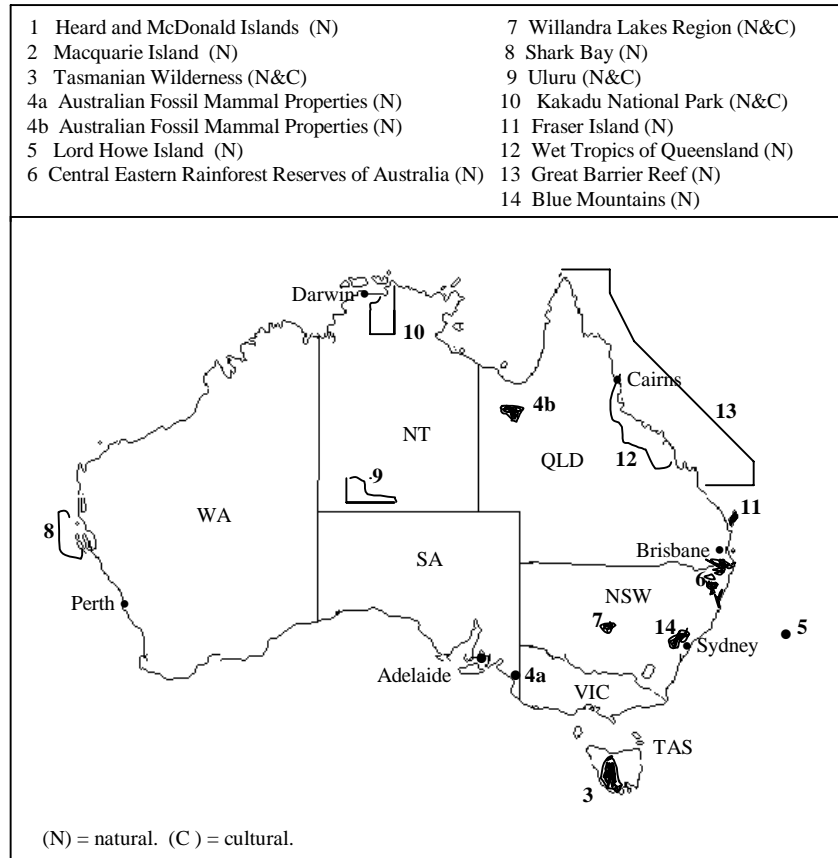 1 Heard and McDonald Islands (N)
2 Macquarie Island (N)
3 Tasmanian Wilderness (N&C)
4a Australian Fossil Mammal Properties (N)
4b Australian Fossil Mammal Properties (N)
5 Lord Howe Island (N)
6 Central Eastern Rainforest Reserves of Australia (N)
7 Willandra Lakes Region (N&C)
8 Shark Bay (N)
9 Uluru (N&C)
10 Kakadu National Park (N&C)
11 Fraser Island (N)
12 Wet Tropics of Queensland (N)
13 Great Barrier Reef (N)
14 Blue Mountains (N)
Darwin
10
Cairns
13
4b
NT
QLD
12
9
11
WA
8
Brisbane
SA
6
NSW
Perth
7
14
5
Sydney
Adelaide
4a
VIC
TAS
3
(N) = natural. (C ) = cultural.